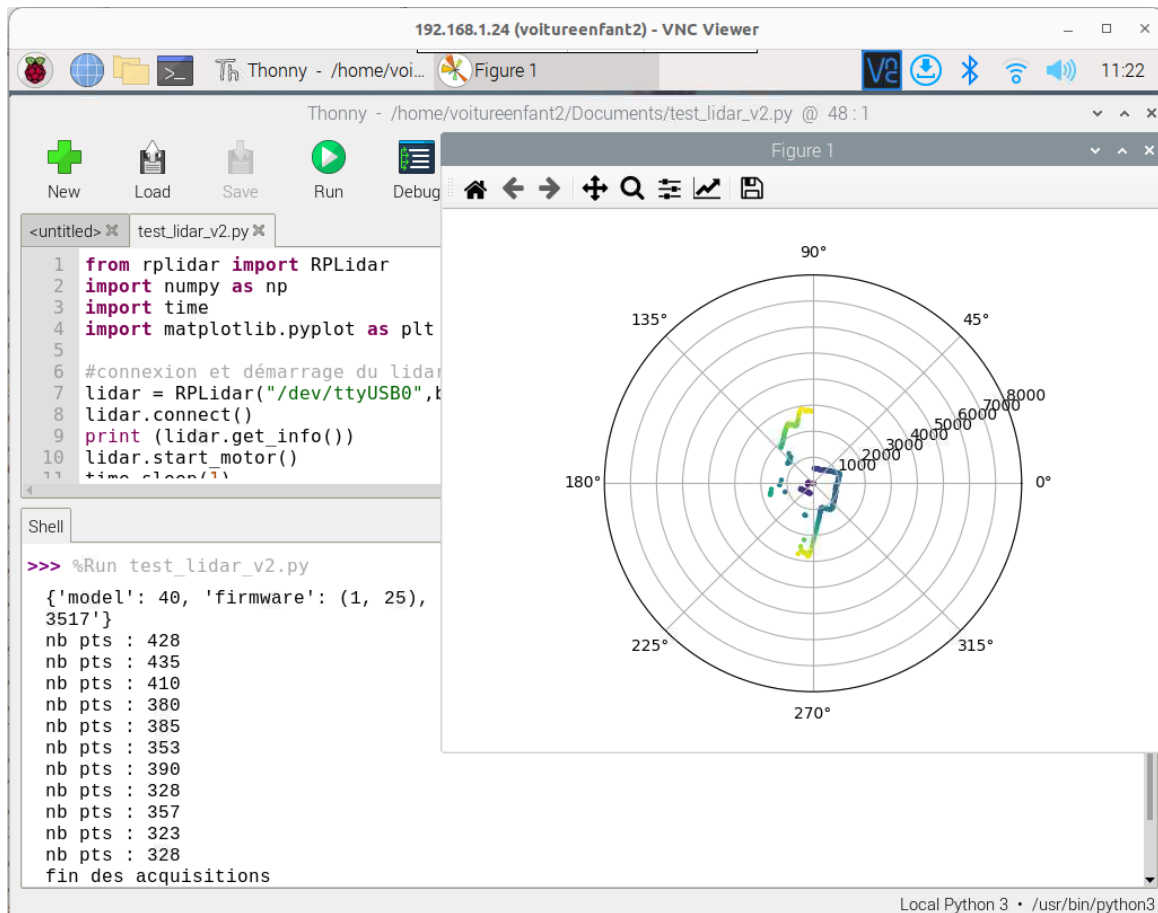 192.168.1.24 (voitureenfant2) - VNC Viewer
Thonny - /home/voi... Figure 1 11:22
Thonny - /home/voitureenfant2/Documents/test_lidar_v2.py @ 48 : 1
New Load Save Run Debug
Figure 1
<untitled> test_lidar_v2.py
1 from rplidar import RPLidar
2 import numpy as np
3 import time
4 import matplotlib.pyplot as plt
5
6 #connexion et démarrage du lidar
7 lidar = RPLidar("/dev/ttyUSB0",b
8 lidar.connect()
9 print (lidar.get_info())
10 lidar.start_motor()
11 time.sleep(1)
90°
135° 45°
8000
7000
6000
5000
4000
3000
2000
1000
180° 0°
225° 315°
270°
Shell
>>> %Run test_lidar_v2.py
{'model': 40, 'firmware': (1, 25),
3517'}
nb pts : 428
nb pts : 435
nb pts : 410
nb pts : 380
nb pts : 385
nb pts : 353
nb pts : 390
nb pts : 328
nb pts : 357
nb pts : 323
nb pts : 328
fin des acquisitions
Local Python 3 • /usr/bin/python3